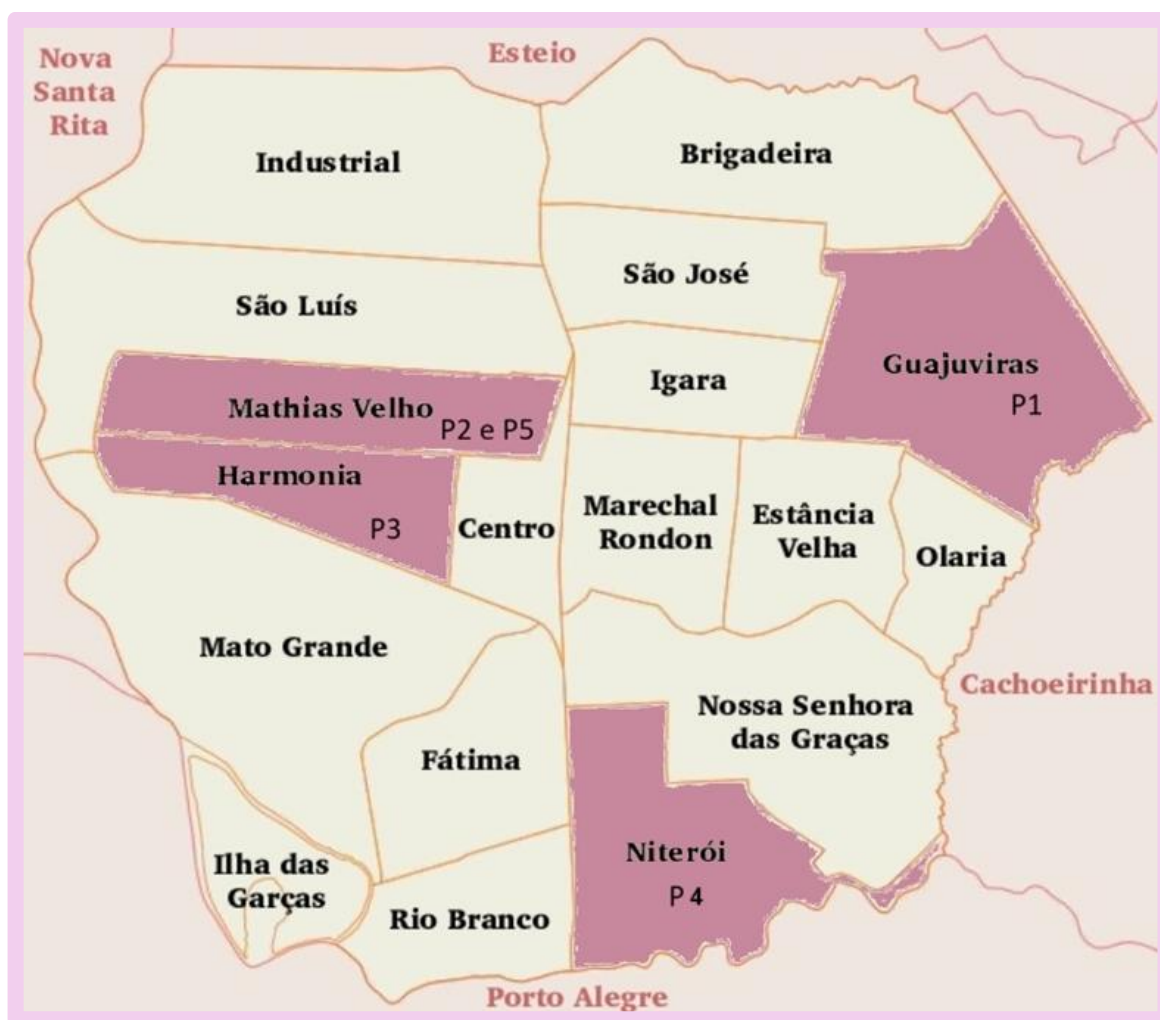 Nova
Santa
Rita
Esteio
Industrial
Brigadeira
São José
São Luís
Guajuviras
P1
Igara
Mathias Velho
P2 e P5
Harmonia
P3
Centro
Marechal
Rondon
Estância
Velha
Olaria
Mato Grande
Cachoeirinha
Nossa Senhora
das Graças
Fátima
Niterói
P 4
Ilha das
Garças
Rio Branco
Porto Alegre